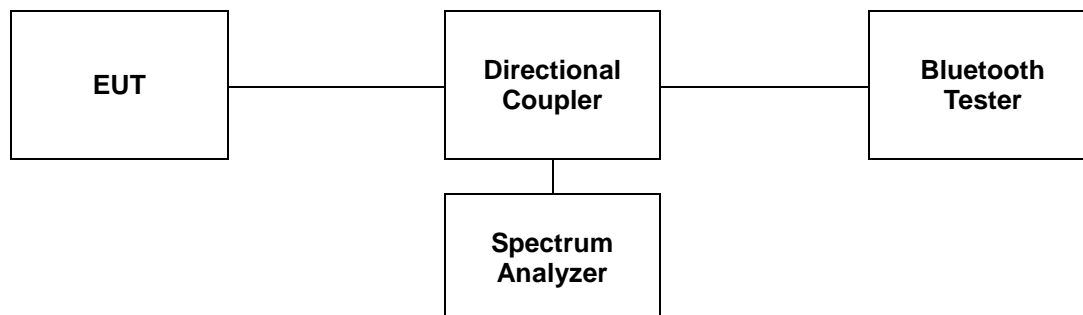 EUT
Directional
Coupler
Bluetooth
Tester
Spectrum
Analyzer